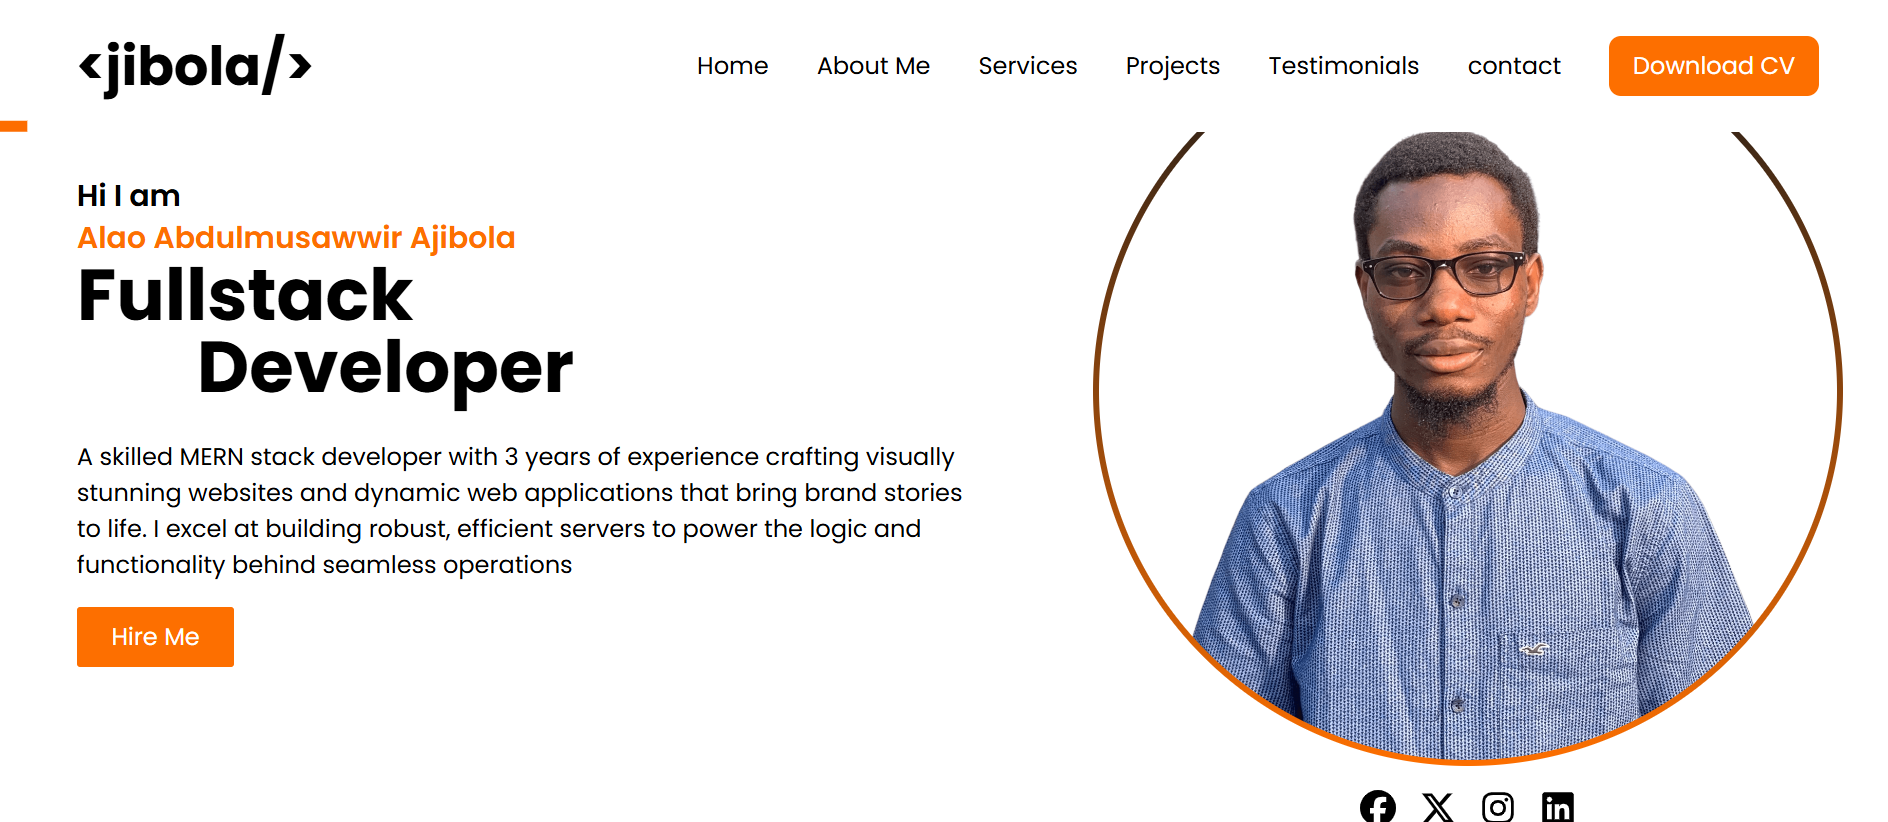 <jibola/>
Home About Me Services Projects Testimonials contact Download CV
Hi I am
Alao Abdulmusawwir Ajibola
Fullstack
Developer
A skilled MERN stack developer with 3 years of experience crafting visually
stunning websites and dynamic web applications that bring brand stories
to life. I excel at building robust, efficient servers to power the logic and
functionality behind seamless operations
Hire Me